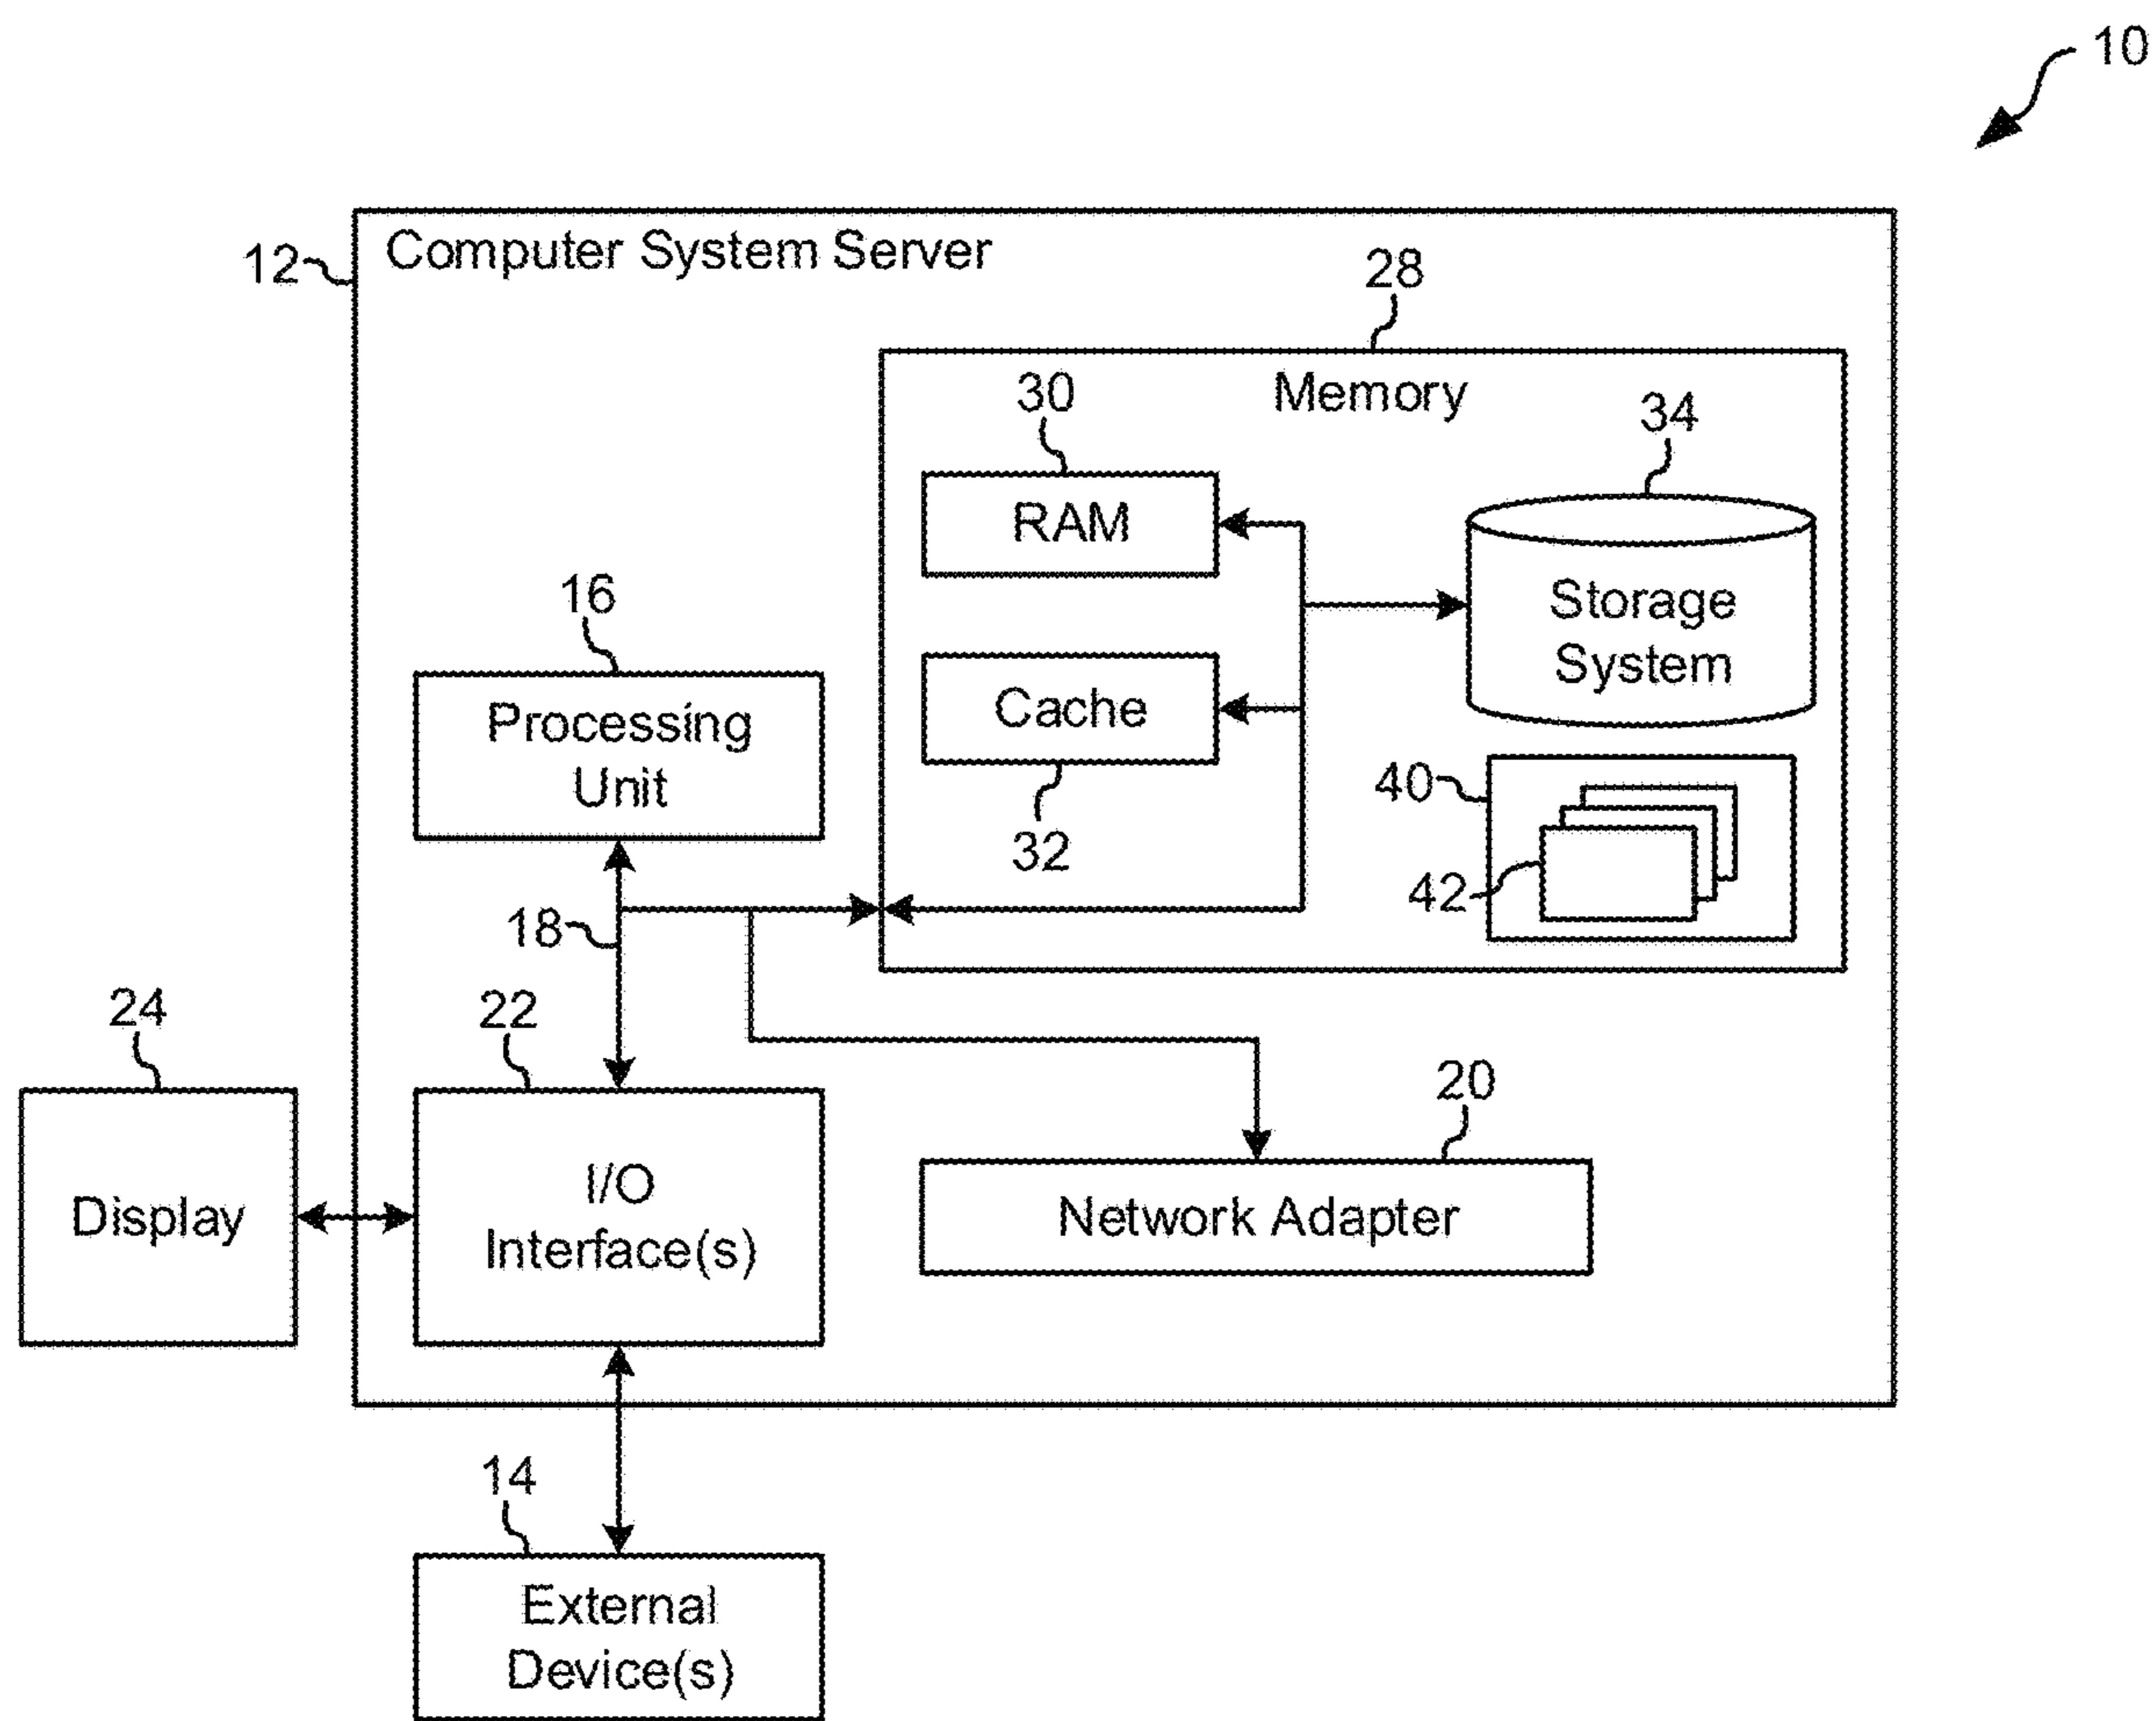 10
12
Computer System Server
28
Memory
30
RAM
34
Storage
System
16
Processing
Unit
Cache
32
40
42
18
24
Display
22
I/O
Interface(s)
20
Network Adapter
14
External
Device(s)